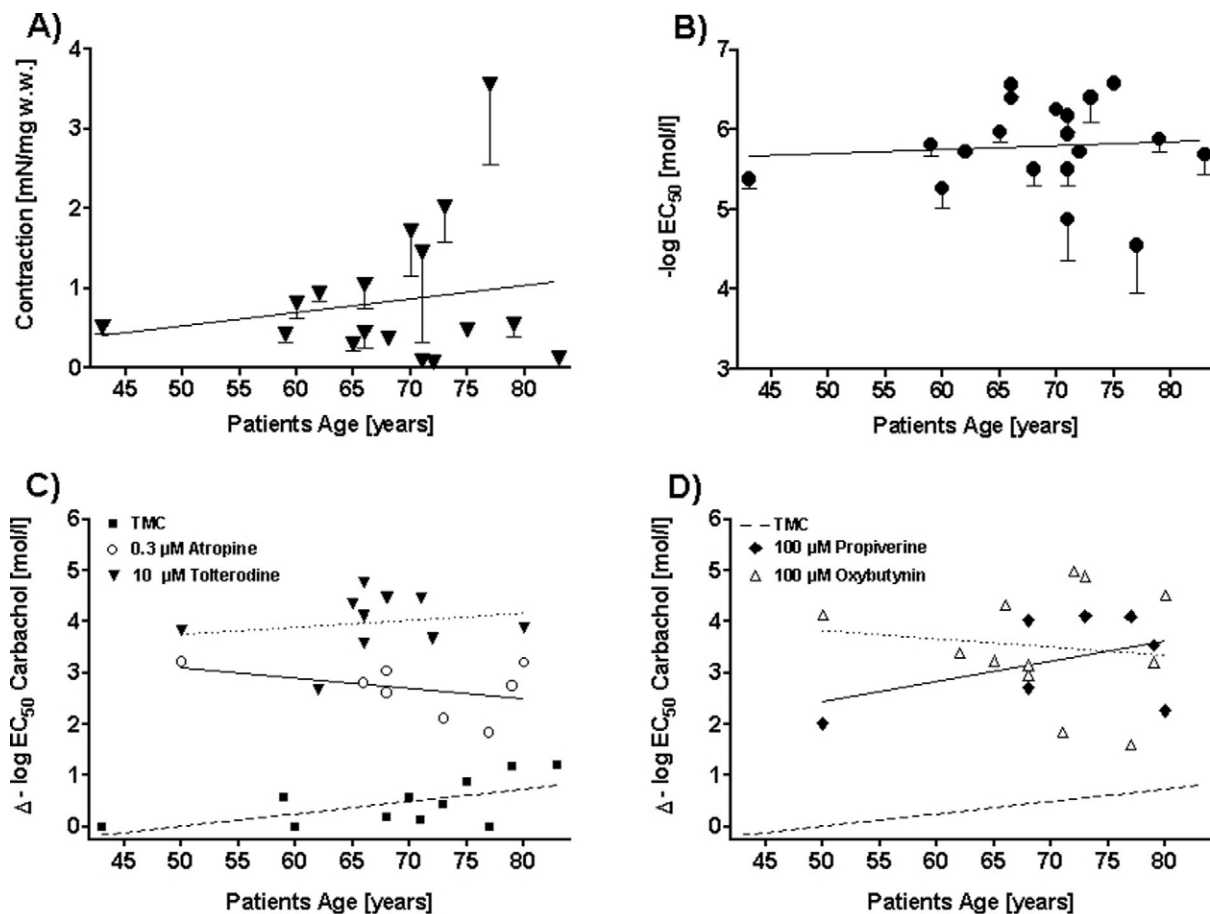 A)
Contraction [mN/mg w.w.]
4
3
2
1
0
45 50 55 60 65 70 75 80
Patients Age [years]
B)
-log EC50 [mol/l]
7
6
5
4
3
45 50 55 60 65 70 75 80
Patients Age [years]
C)
Δ - log EC50 Carbachol [mol/l]
6
5
4
3
2
1
0
TMC
0.3 µM Atropine
10 µM Tolterodine
45 50 55 60 65 70 75 80
Patients Age [years]
D)
Δ - log EC50 Carbachol [mol/l]
6
5
4
3
2
1
0
TMC
100 µM Propiverine
100 µM Oxybutynin
45 50 55 60 65 70 75 80
Patients Age [years]